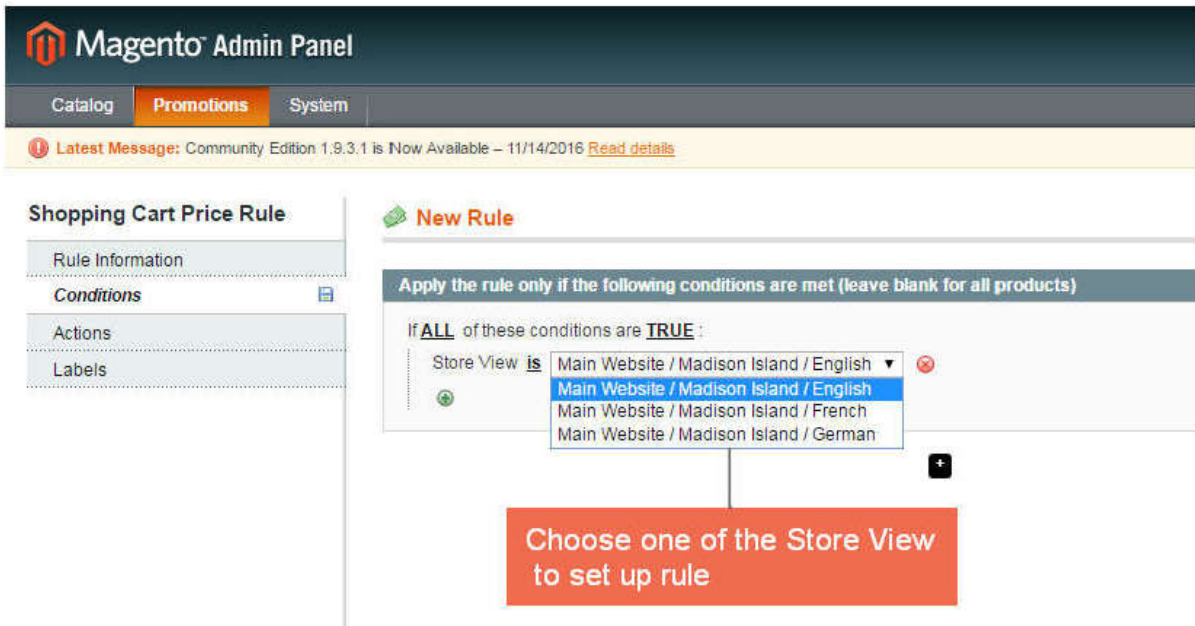 Magento™ Admin Panel
Catalog Promotions System
Latest Message: Community Edition 1.9.3.1 is Now Available – 11/14/2016 Read details
Shopping Cart Price Rule
Rule Information
Conditions
Actions
Labels
New Rule
Apply the rule only if the following conditions are met (leave blank for all products)
If ALL of these conditions are TRUE :
Store View is Main Website / Madison Island / English
Main Website / Madison Island / English
Main Website / Madison Island / French
Main Website / Madison Island / German
Choose one of the Store View
to set up rule